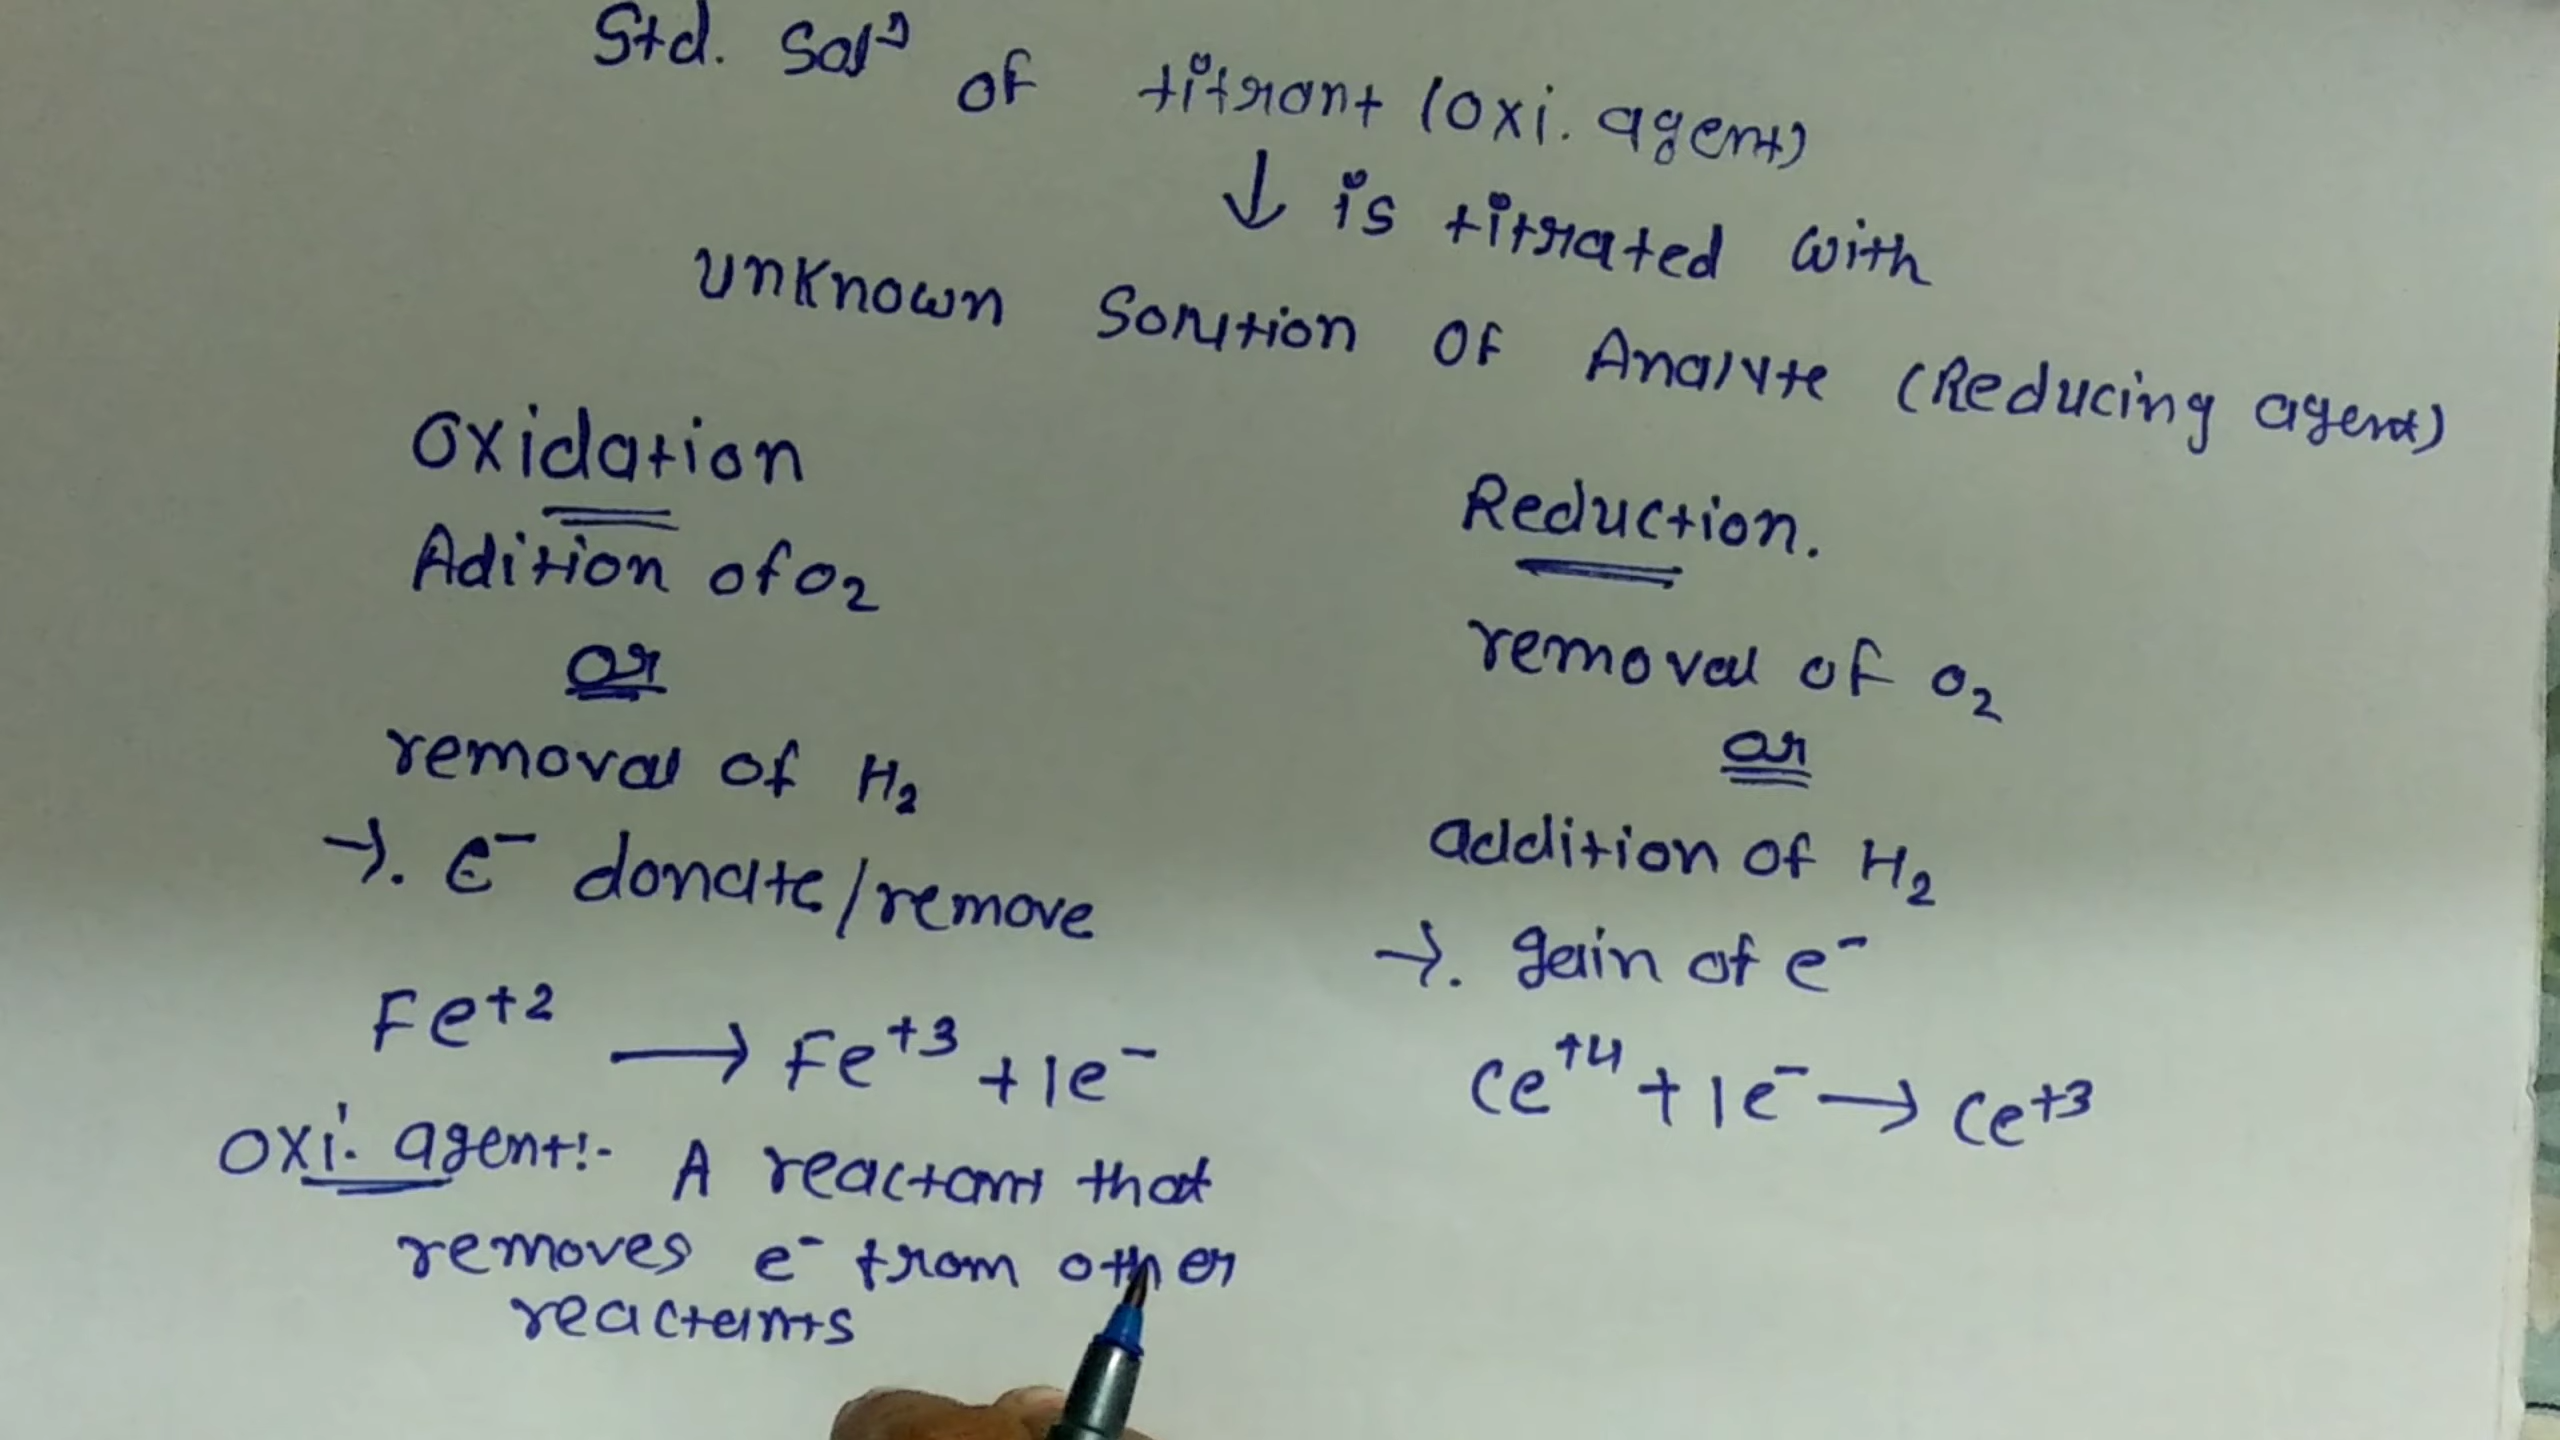 Std. Solⁿ of titrant (oxi. agent)
↓ is titrated with
unknown Solution of Analyte (Reducing agent)
Oxidation
Adition of O₂
or
removal of H₂
→. e⁻ donate/remove
Fe⁺² → Fe⁺³ + 1e⁻
Oxi. agent:- A reactant that
removes e⁻ from other
reactants
Reduction.
removal of O₂
or
addition of H₂
→. gain of e⁻
Ce⁺⁴ + 1e⁻ → Ce⁺³